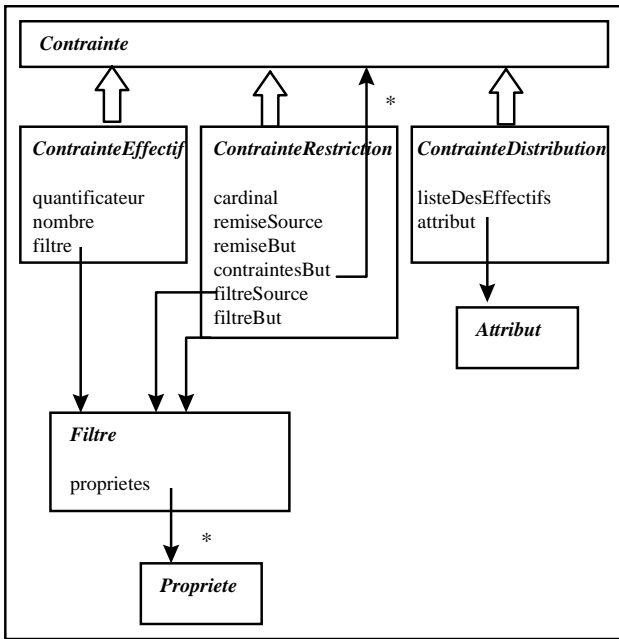 Contrainte
*
ContrainteEffectif
quantificateur
nombre
filtre
ContrainteRestriction
cardinal
remiseSource
remiseBut
contraintesBut
filtreSource
filtreBut
ContrainteDistribution
listeDesEffectifs
attribut
Attribut
Filtre
proprietes
*
Propriete